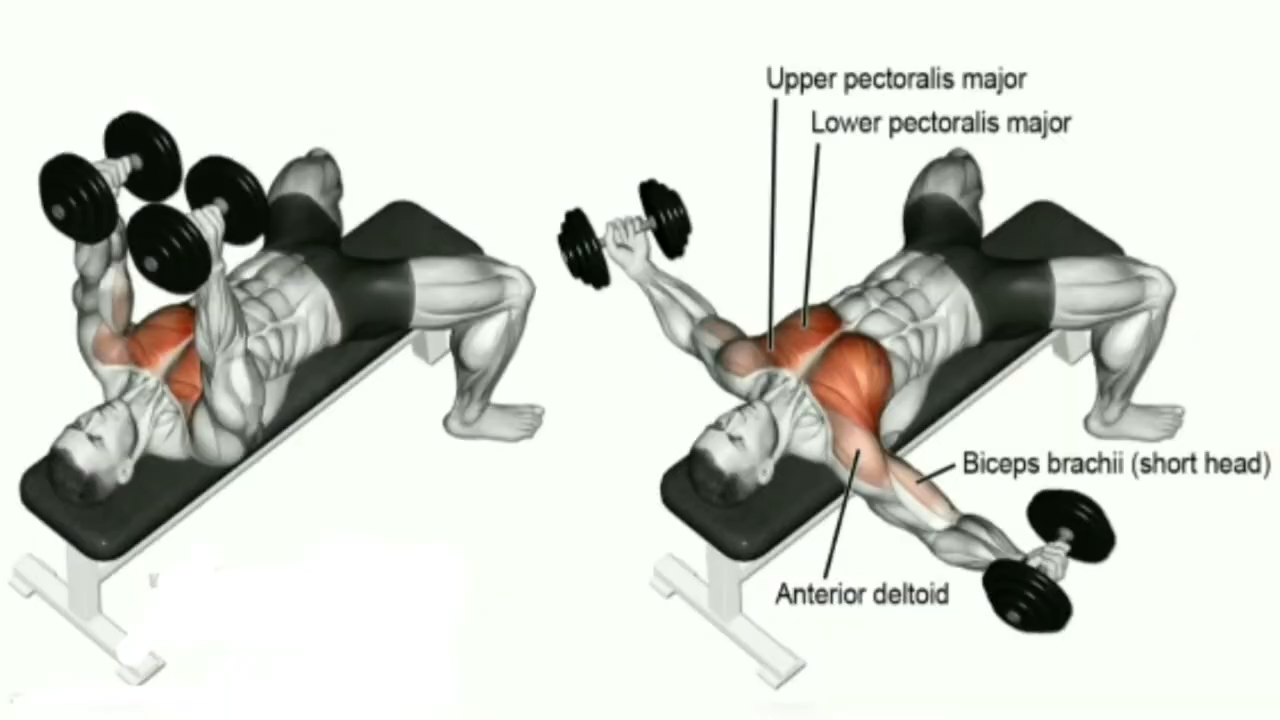 Upper pectoralis major
Lower pectoralis major
Biceps brachii (short head)
Anterior deltoid